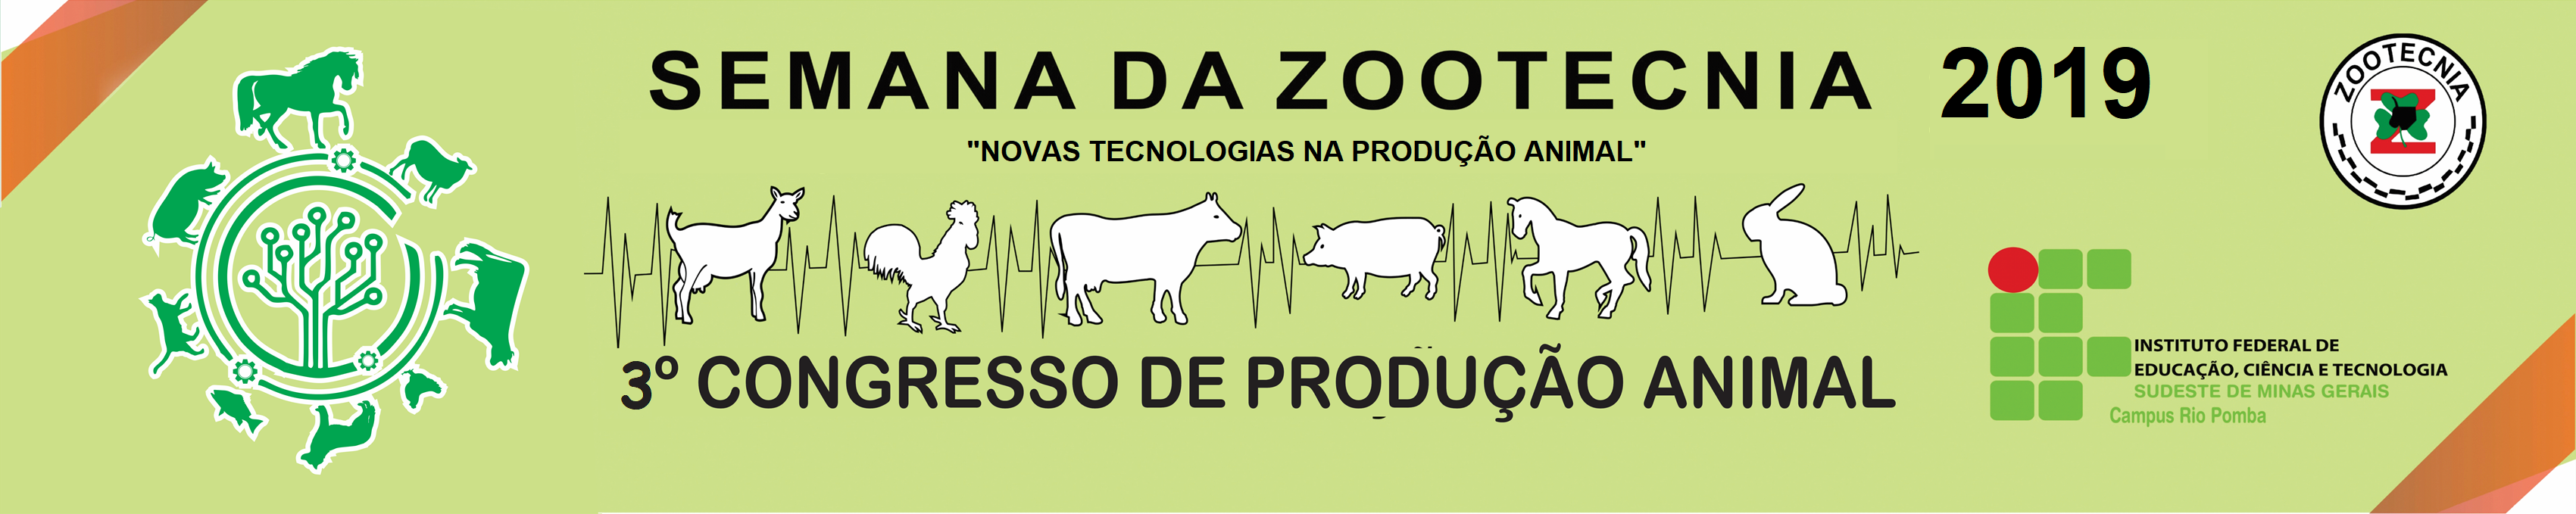 SEMANA DA ZOOTECNIA 2019
"NOVAS TECNOLOGIAS NA PRODUÇÃO ANIMAL"
3º CONGRESSO DE PRODUÇÃO ANIMAL
ZOOTECNIA
Z
INSTITUTO FEDERAL DE
EDUCAÇÃO, CIÊNCIA E TECNOLOGIA
SUDESTE DE MINAS GERAIS
Campus Rio Pomba